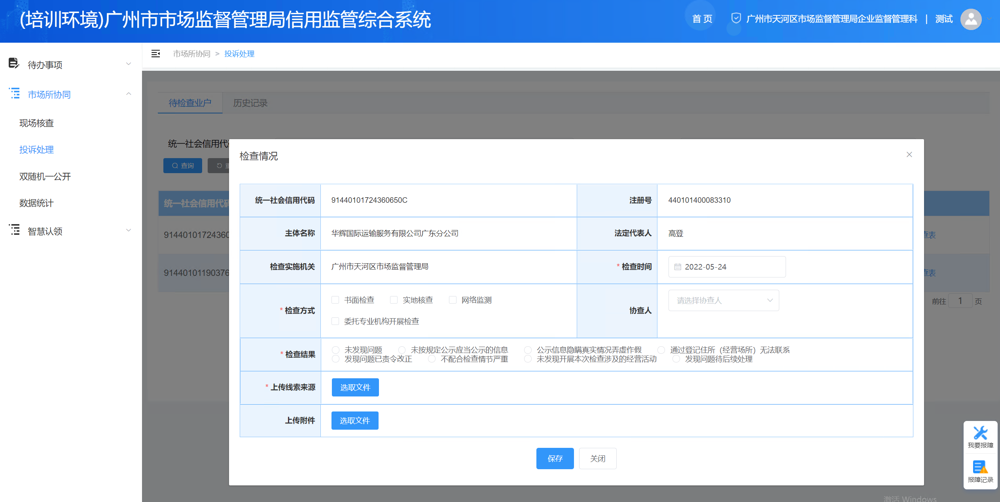 (培训环境)广州市市场监督管理局信用监管综合系统
首 页
广州市天河区市场监督管理局企业监督管理科 | 测试
待办事项
市场所协同
现场核查
投诉处理
双随机一公开
数据统计
智慧认领
市场所协同 > 投诉处理
待检查业户 历史记录
统一社会信用代
查询
统一社会信用代码
91440101724360
查表
91440101190376
查表
前往 1 页
检查情况
统一社会信用代码 91440101724360650C 注册号 440101400083310
主体名称 华辉国际运输服务有限公司广东分公司 法定代表人 高登
检查实施机关 广州市天河区市场监督管理局 * 检查时间 2022-05-24
* 检查方式 书面检查 实地核查 网络监测
委托专业机构开展检查
协查人 请选择协查人
* 检查结果 未发现问题 未按规定公示应当公示的信息 公示信息隐瞒真实情况弄虚作假 通过登记住所（经营场所）无法联系
发现问题已责令改正 不配合检查情节严重 未发现开展本次检查涉及的经营活动 发现问题待后续处理
* 上传线索来源 选取文件
上传附件 选取文件
保存 关闭
我要报障
报障记录
激活 Windows